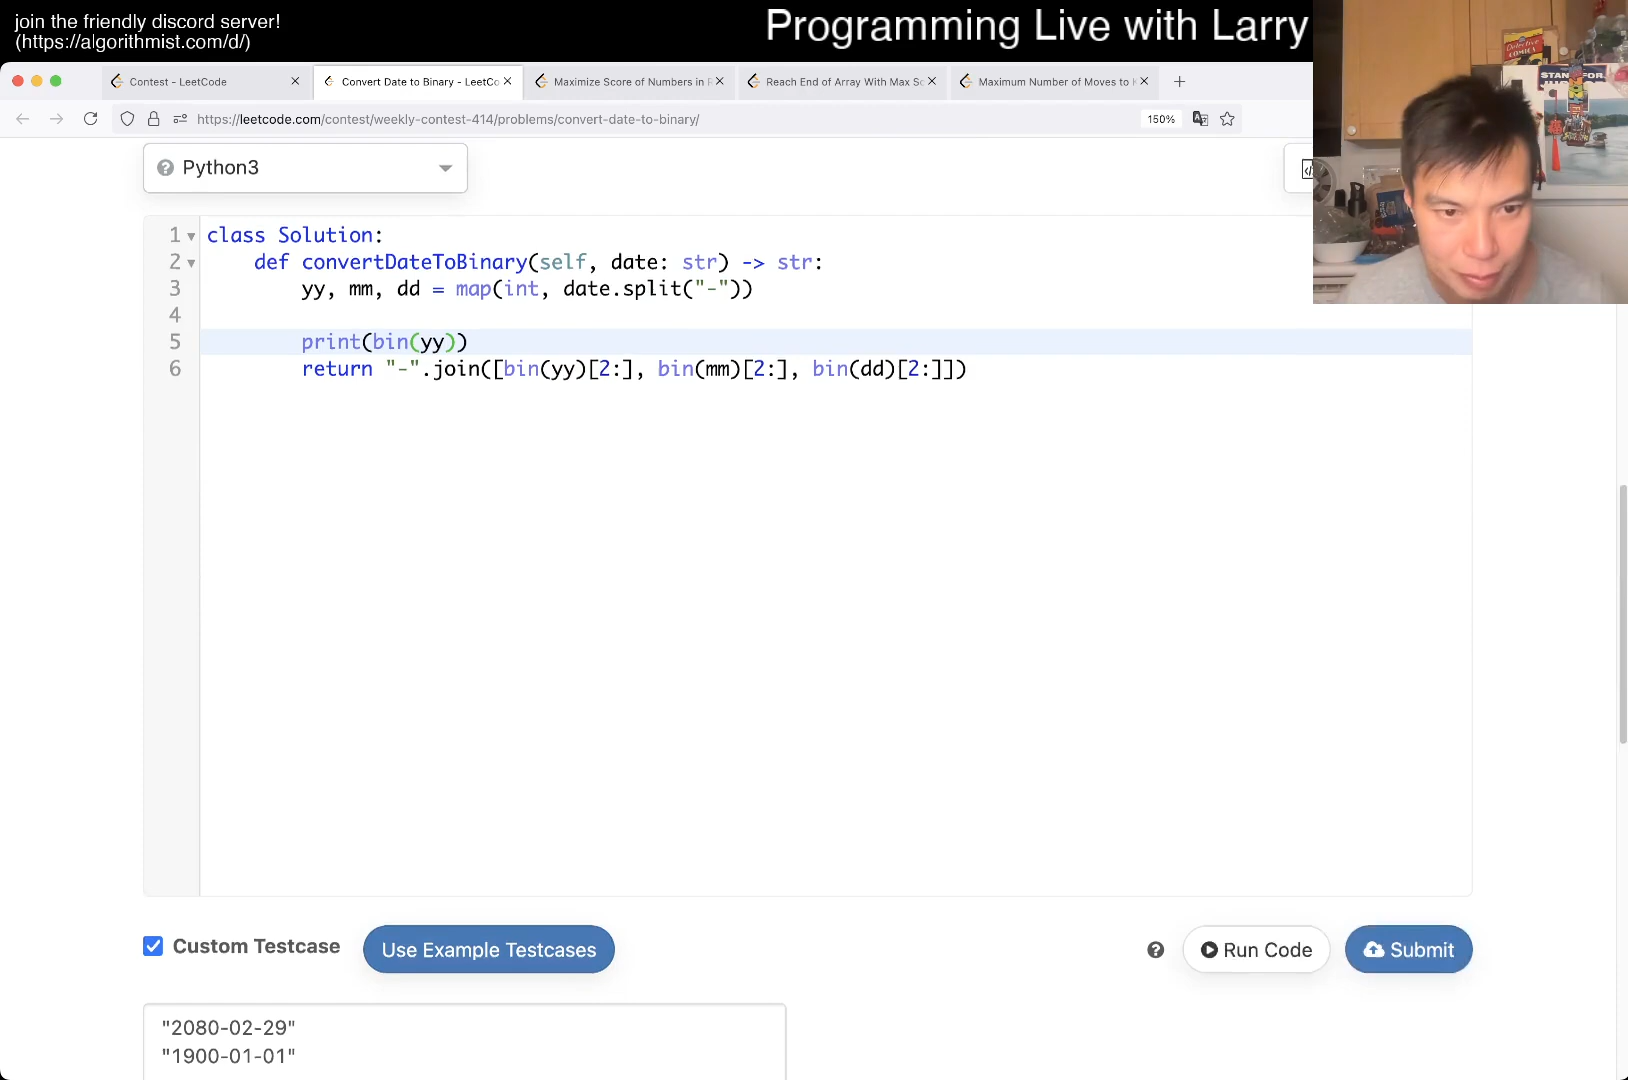 join the friendly discord server!
(https://algorithmist.com/d/)
Programming Live with Larry
Contest - LeetCode
Convert Date to Binary - LeetCo
Maximize Score of Numbers in R
Reach End of Array With Max Sc
Maximum Number of Moves to K
https://leetcode.com/contest/weekly-contest-414/problems/convert-date-to-binary/
150%
Python3
1 class Solution:
2 def convertDateToBinary(self, date: str) -> str:
3 yy, mm, dd = map(int, date.split("-"))
4
5 print(bin(yy))
6 return "-".join([bin(yy)[2:], bin(mm)[2:], bin(dd)[2:]])
Custom Testcase
Use Example Testcases
Run Code
Submit
"2080-02-29"
"1900-01-01"